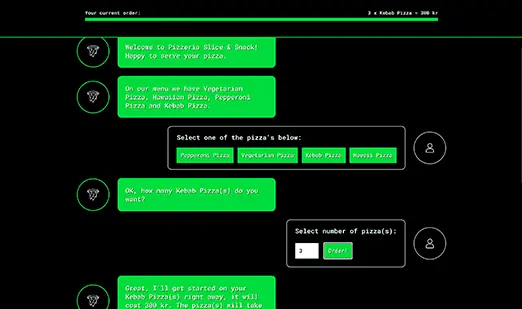 Your current order:
3 x Kebab Pizza = 300 kr
Welcome to Pizzeria Slice & Snack!
Happy to serve your pizza.
On our menu we have Vegetarian
Pizza, Hawaiian Pizza, Pepperoni
Pizza and Kebab Pizza.
Select one of the pizza's below:
Pepperoni Pizza
Vegetarian Pizza
Kebab Pizza
Hawaii Pizza
OK, how many Kebab Pizza(s) do you
want?
Select number of pizza(s):
3
Order!
Great, I'll get started on your
Kebab Pizza(s) right away, it will
cost 300 kr. The pizza(s) will take